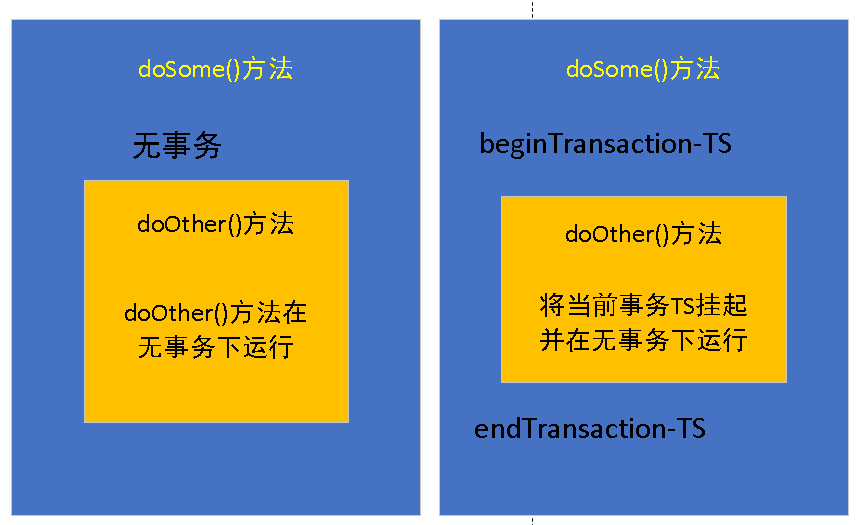 doSome()方法
无事务
doOther()方法
doOther()方法在
无事务下运行
doSome()方法
beginTransaction-TS
doOther()方法
将当前事务TS挂起
并在无事务下运行
endTransaction-TS